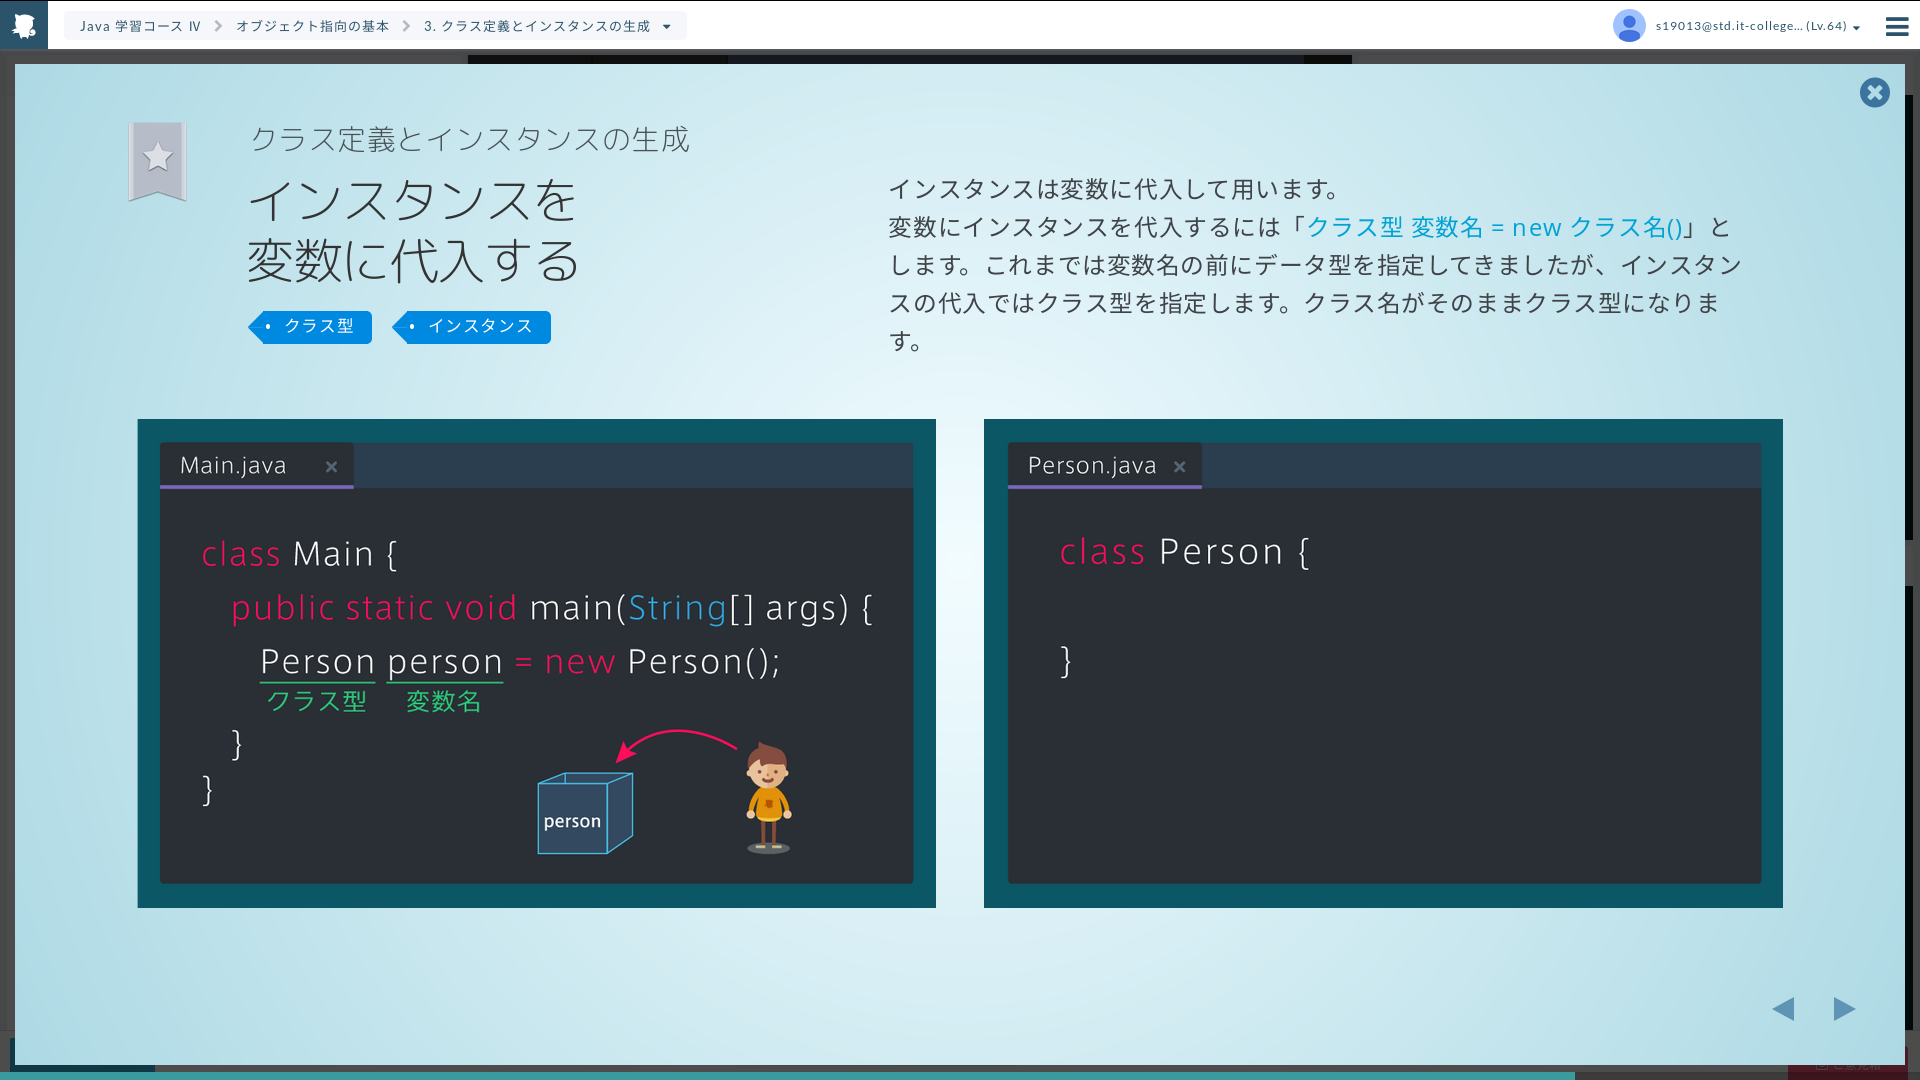 Java 学習コース Ⅳ
オブジェクト指向の基本
3. クラス定義とインスタンスの生成
s19013@std.it-college... (Lv.64)
クラス定義とインスタンスの生成
インスタンスを
変数に代入する
クラス型
インスタンス
インスタンスは変数に代入して用います。
変数にインスタンスを代入するには「クラス型 変数名 = new クラス名()」と
します。これまでは変数名の前にデータ型を指定してきましたが、インスタン
スの代入ではクラス型を指定します。クラス名がそのままクラス型になりま
す。
Main.java
class Main {
public static void main(String[] args) {
Person person = new Person();
クラス型 変数名
}
}
person
Person.java
class Person {
}